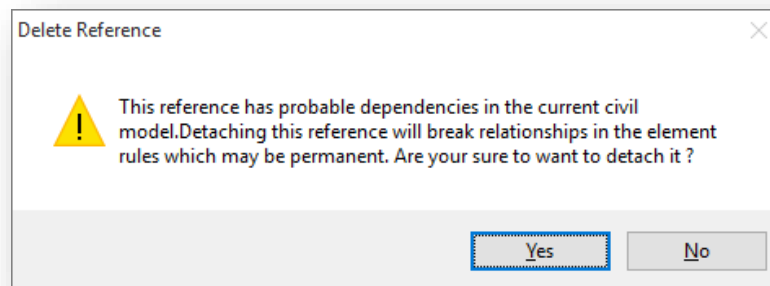 Delete Reference
This reference has probable dependencies in the current civil
model.Detaching this reference will break relationships in the element
rules which may be permanent. Are your sure to want to detach it ?
Yes
No